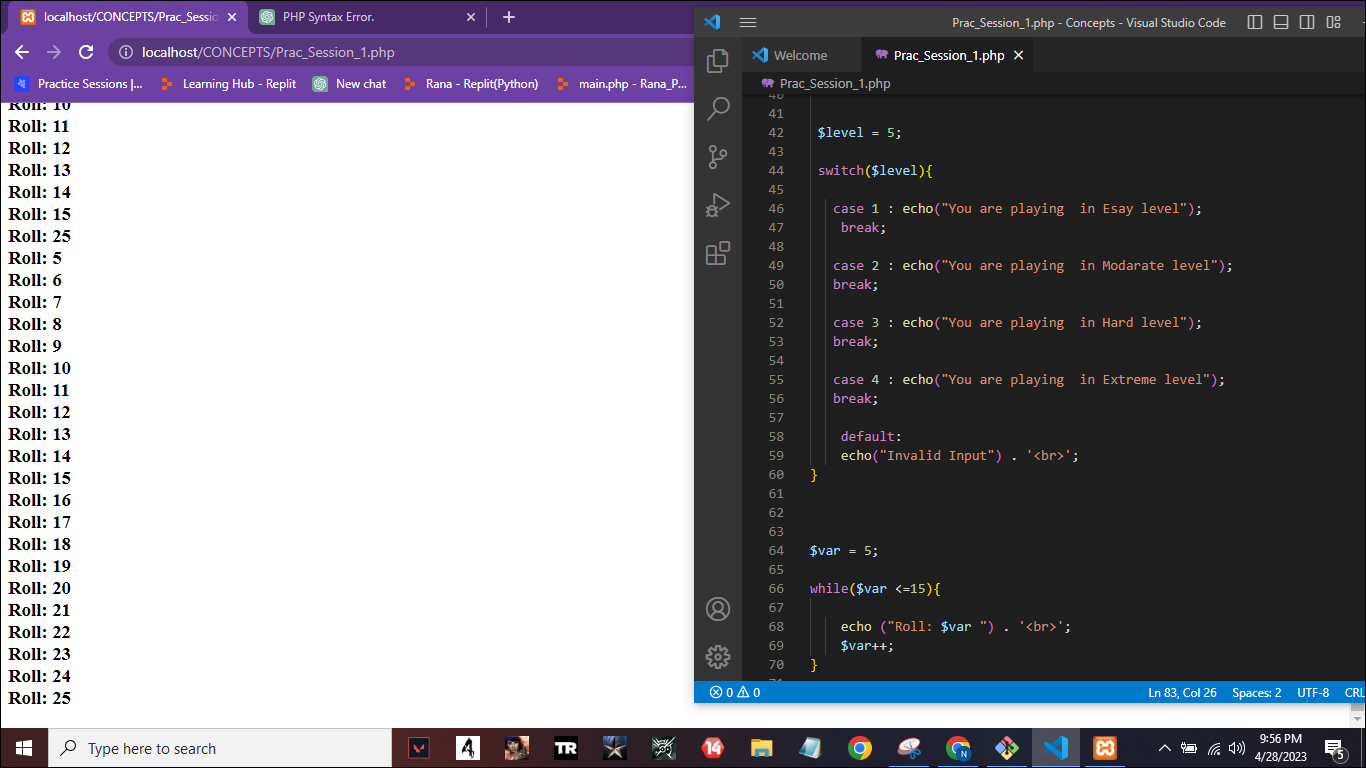 localhost/CONCEPTS/Prac_Sessio
PHP Syntax Error.
localhost/CONCEPTS/Prac_Session_1.php
Practice Sessions |... Learning Hub - Replit New chat Rana - Replit(Python) main.php - Rana_P...
Roll: 10
Roll: 11
Roll: 12
Roll: 13
Roll: 14
Roll: 15
Roll: 25
Roll: 5
Roll: 6
Roll: 7
Roll: 8
Roll: 9
Roll: 10
Roll: 11
Roll: 12
Roll: 13
Roll: 14
Roll: 15
Roll: 16
Roll: 17
Roll: 18
Roll: 19
Roll: 20
Roll: 21
Roll: 22
Roll: 23
Roll: 24
Roll: 25
Prac_Session_1.php - Concepts - Visual Studio Code
Welcome Prac_Session_1.php
Prac_Session_1.php
40
41
42 $level = 5;
43
44 switch($level){
45
46 case 1 : echo("You are playing  in Esay level");
47 break;
48
49 case 2 : echo("You are playing  in Modarate level");
50 break;
51
52 case 3 : echo("You are playing  in Hard level");
53 break;
54
55 case 4 : echo("You are playing  in Extreme level");
56 break;
57
58 default:
59 echo("Invalid Input") . '<br>';
60 }
61
62
63
64 $var = 5;
65
66 while($var <=15){
67
68 echo ("Roll: $var ") . '<br>';
69 $var++;
70 }
71
0 0 Ln 83, Col 26 Spaces: 2 UTF-8 CRL
Type here to search
TR 14 N
9:56 PM
4/28/2023
5